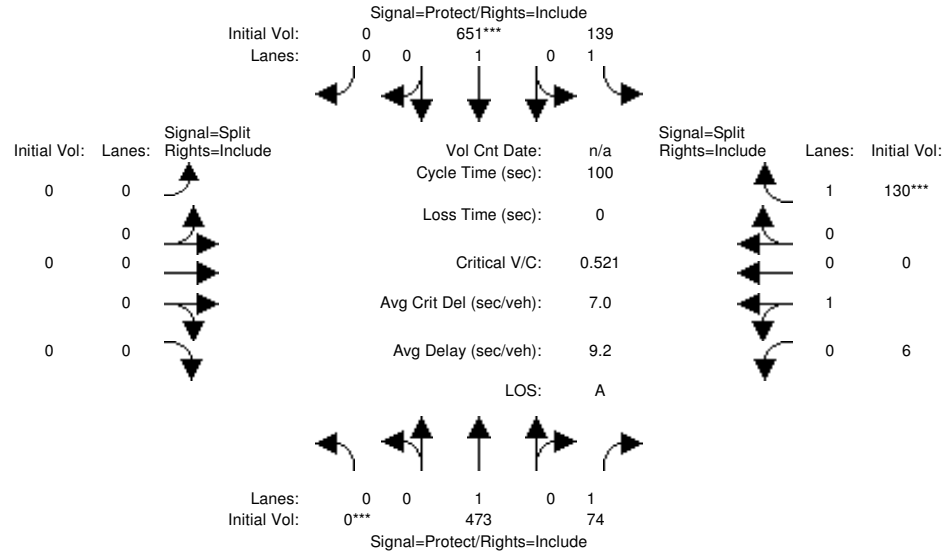 Signal=Protect/Rights=Include
Initial Vol: 0 651*** 139
Lanes: 0 0 1 0 1
Signal=Split Signal=Split
Initial Vol: Lanes: Rights=Include Vol Cnt Date: n/a Rights=Include Lanes: Initial Vol:
Cycle Time (sec): 100
0 0 1 130***
Loss Time (sec): 0
0 0
0 0 Critical V/C: 0.521 0 0
0 Avg Crit Del (sec/veh): 7.0 1
0 0 Avg Delay (sec/veh): 9.2 0 6
LOS: A
Lanes: 0 0 1 0 1
Initial Vol: 0*** 473 74
Signal=Protect/Rights=Include